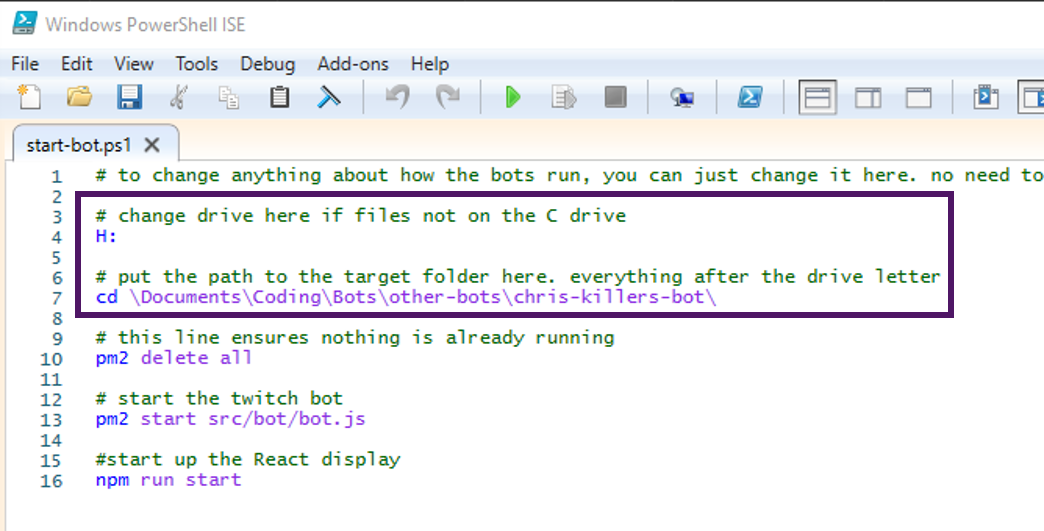 Windows PowerShell ISE
File Edit View Tools Debug Add-ons Help
start-bot.ps1
1 # to change anything about how the bots run, you can just change it here. no need to
2
3 # change drive here if files not on the C drive
4 H:
5
6 # put the path to the target folder here. everything after the drive letter
7 cd \Documents\Coding\Bots\other-bots\chris-killers-bot\
8
9 # this line ensures nothing is already running
10 pm2 delete all
11
12 # start the twitch bot
13 pm2 start src/bot/bot.js
14
15 #start up the React display
16 npm run start